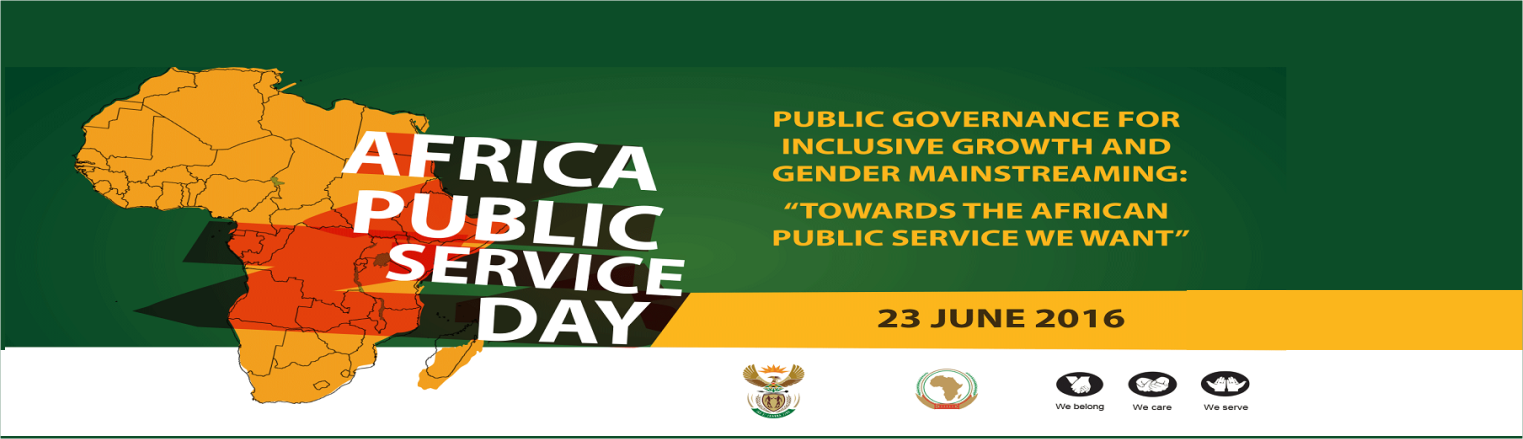 AFRICA
PUBLIC
SERVICE
DAY
PUBLIC GOVERNANCE FOR
INCLUSIVE GROWTH AND
GENDER MAINSTREAMING:
“TOWARDS THE AFRICAN
PUBLIC SERVICE WE WANT”
23 JUNE 2016
We belong
We care
We serve